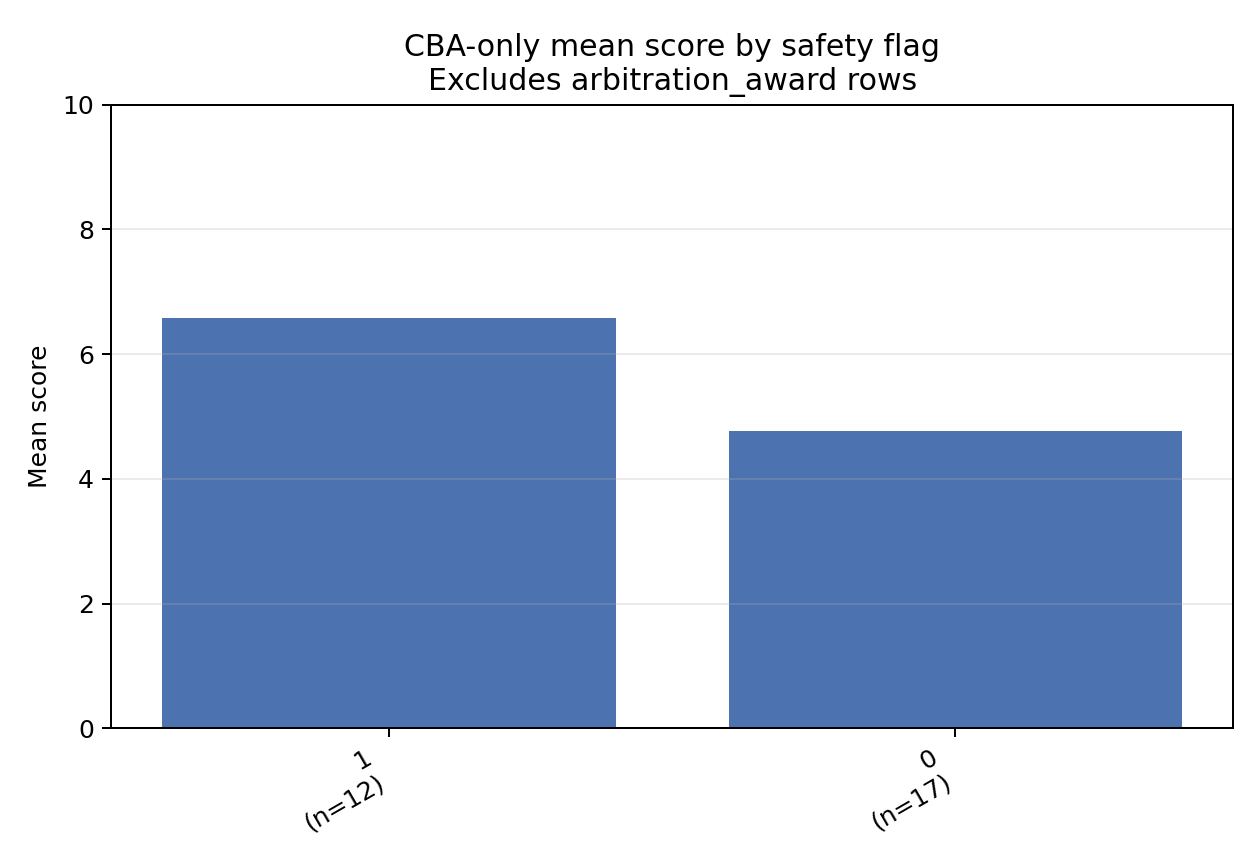 CBA-only mean score by safety flag
Excludes arbitration_award rows
10
8
6
4
2
0
Mean score
1
(n=12)
0
(n=17)